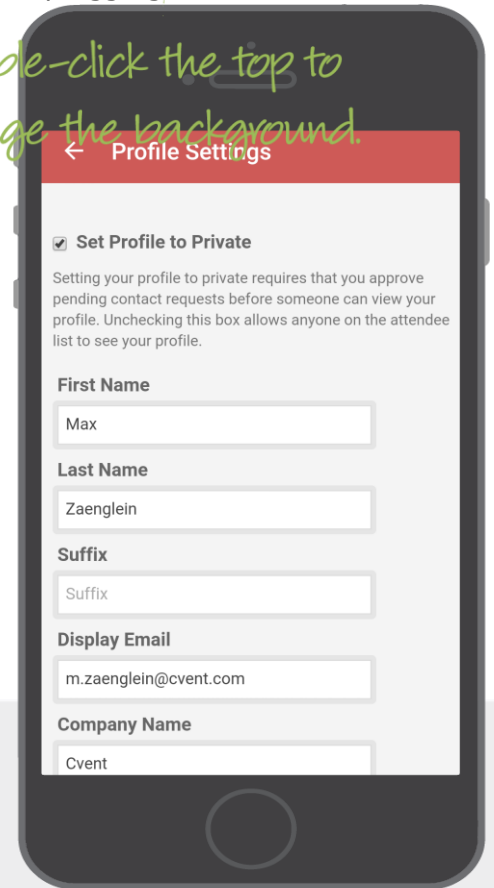 ole-click the top to
ge the background.
← Profile Settings
Set Profile to Private
Setting your profile to private requires that you approve
pending contact requests before someone can view your
profile. Unchecking this box allows anyone on the attendee
list to see your profile.
First Name
Max
Last Name
Zaenglein
Suffix
Suffix
Display Email
m.zaenglein@cvent.com
Company Name
Cvent